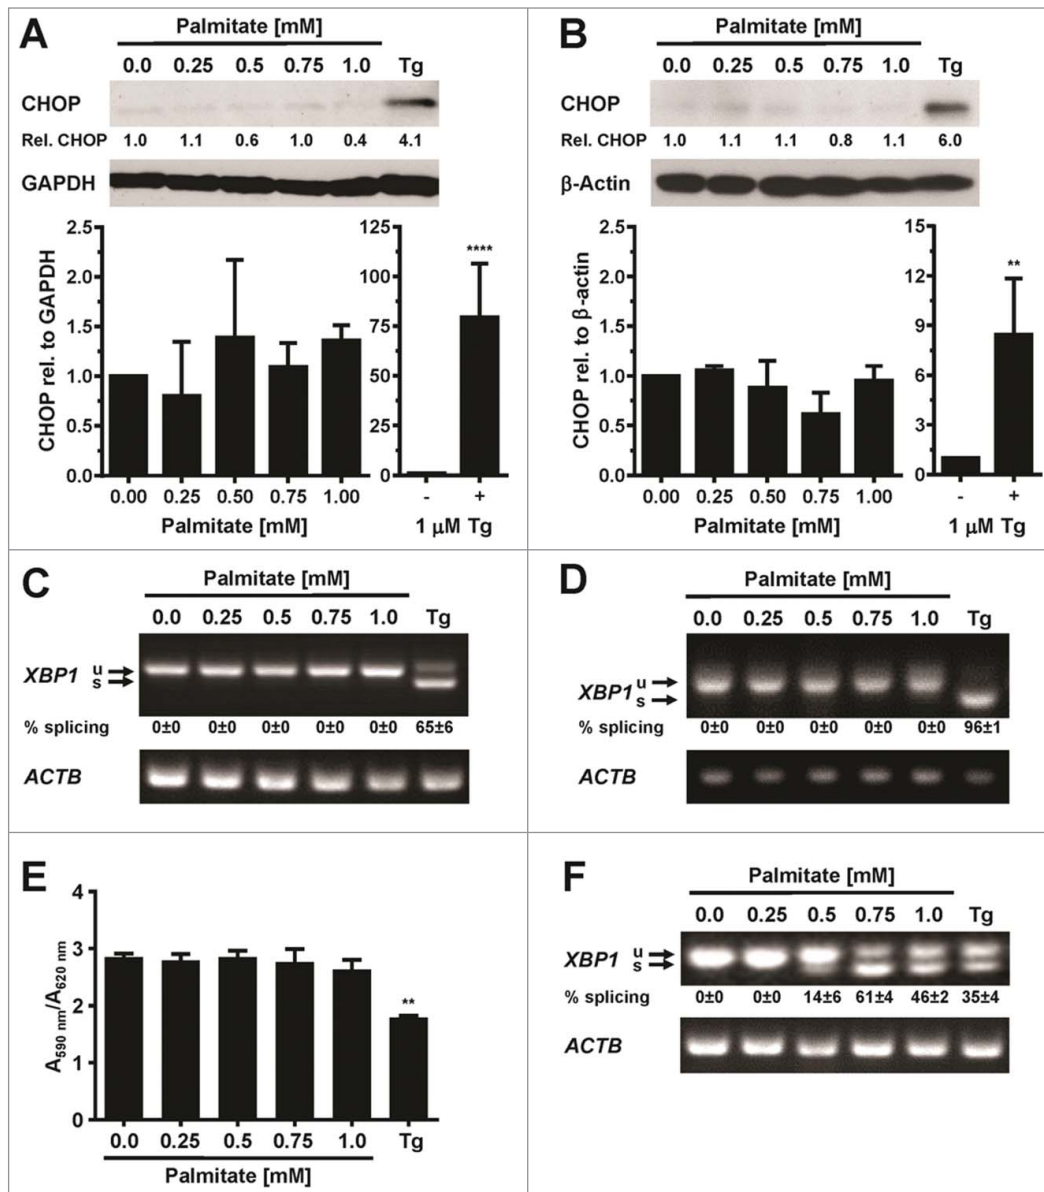 A
Palmitate [mM]
0.0 0.25 0.5 0.75 1.0 Tg
CHOP
Rel. CHOP 1.0 1.1 0.6 1.0 0.4 4.1
GAPDH
CHOP rel. to GAPDH
2.5
2.0
1.5
1.0
0.5
0.0
0.00 0.25 0.50 0.75 1.00
Palmitate [mM]
125
100
75
50
25
0
****
- +
1 μM Tg
B
Palmitate [mM]
0.0 0.25 0.5 0.75 1.0 Tg
CHOP
Rel. CHOP 1.0 1.1 1.1 0.8 1.1 6.0
β-Actin
CHOP rel. to β-actin
2.5
2.0
1.5
1.0
0.5
0.0
0.00 0.25 0.50 0.75 1.00
Palmitate [mM]
15
12
9
6
3
0
**
- +
1 μM Tg
C
Palmitate [mM]
0.0 0.25 0.5 0.75 1.0 Tg
XBP1 u
s
% splicing 0±0 0±0 0±0 0±0 0±0 65±6
ACTB
D
Palmitate [mM]
0.0 0.25 0.5 0.75 1.0 Tg
XBP1 u
s
% splicing 0±0 0±0 0±0 0±0 0±0 96±1
ACTB
E
A590 nm/A620 nm
4
3
2
1
0
**
0.0 0.25 0.5 0.75 1.0 Tg
Palmitate [mM]
F
Palmitate [mM]
0.0 0.25 0.5 0.75 1.0 Tg
XBP1 u
s
% splicing 0±0 0±0 14±6 61±4 46±2 35±4
ACTB